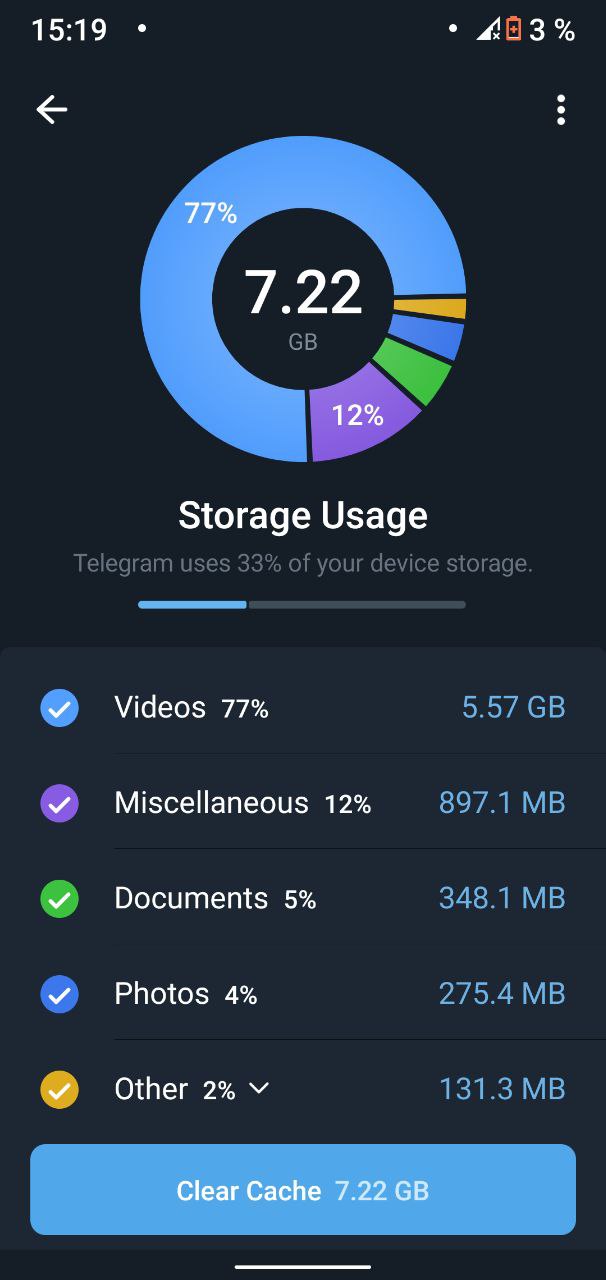 15:19
3 %
77%
7.22
GB
12%
Storage Usage
Telegram uses 33% of your device storage.
Videos 77% 5.57 GB
Miscellaneous 12% 897.1 MB
Documents 5% 348.1 MB
Photos 4% 275.4 MB
Other 2% 131.3 MB
Clear Cache 7.22 GB